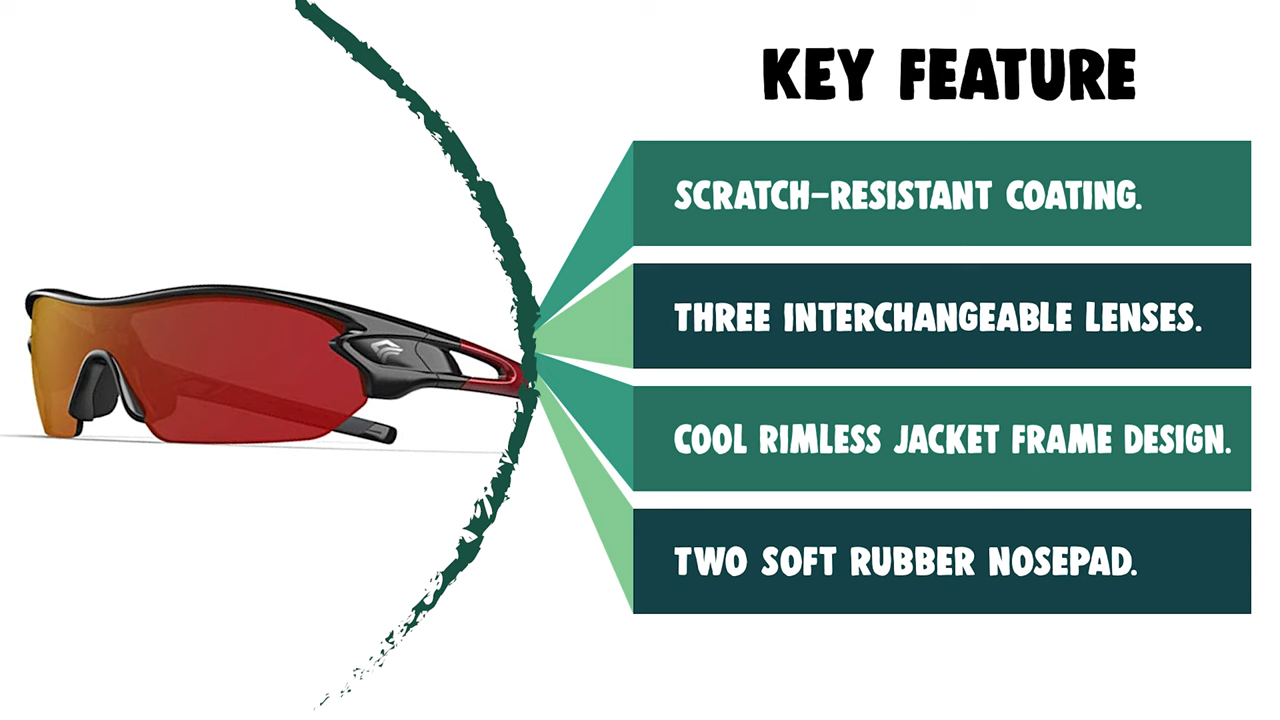 KEY FEATURE
SCRATCH-RESISTANT COATING.
THREE INTERCHANGEABLE LENSES.
COOL RIMLESS JACKET FRAME DESIGN.
TWO SOFT RUBBER NOSEPAD.